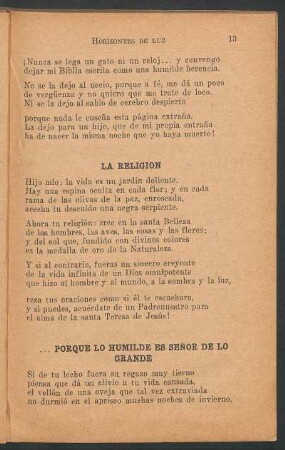 HORIZONTES DE LUZ 13
¡Nunca se lega un gato ni un reloj... y convengo
dejar mi Biblia escrita como una humilde herencia.
No se la dejo al necio, porque a fé, me da un poco
de vergüenza y no quiero que me trate de loco.
Ni se la dejo al sabio de cerebro despierto
porque nada le enseña esta página extraña.
La dejo para un hijo, que de mi propia entraña
ha de nacer la misma noche que yo haya muerto!
LA RELIGION
Hijo mío: la vida es un jardín doliente.
Hay una espina oculta en cada flor; y en cada
rama de las olivas de la paz, enroscada,
acecha tu descuido una negra serpiente.
Ahora tu religión: cree en la santa Belleza
de los hombres, las aves, las cosas y las flores;
y del sol que, fundido con divinos colores
es la medalla de oro de la Naturaleza.
Y si al contrario, fueras un sincero creyente
de la vida infinita de un Dios omnipotente
que hizo al hombre y al mundo, a la sombra y la luz,
reza tus oraciones como si él te escuchara,
y si puedes, acuérdate de un Padrenuestro para
el alma de la santa Teresa de Jesús!
... PORQUE LO HUMILDE ES SEÑOR DE LO
GRANDE
Si de tu lecho fuera su regazo muy tierno
piensa que dá un alivio a tu vida cansada,
el vellón de una oveja que tal vez extraviada
no durmió en el aprisco muchas noches de invierno.